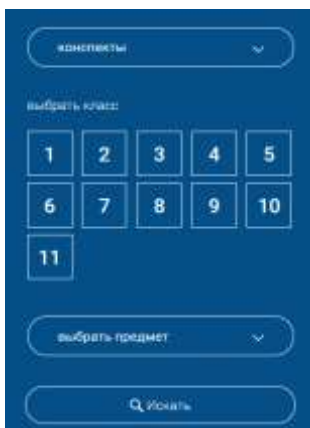 конспекты
выбрать класс
1 2 3 4 5
6 7 8 9 10
11
выбрать предмет
Искать